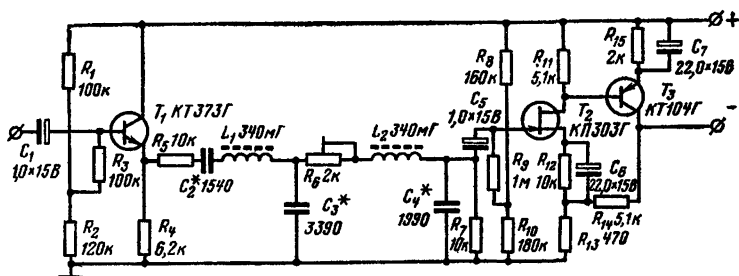 R1
100к
C1
1,0×15В
R3
100к
R2
120к
T1 КТ373Г
R5 10к
C2* 1540
R4
6,2к
L1 340мГ
C3*
3390
R6 2к
L2 340мГ
C4*
1990
R7
10к
C5
1,0×15В
R8
160к
R9
1м
R10
180к
R11
5,1к
T2
КП303Г
R12
10к
C6
22,0×15В
R13 470
R14 5,1к
R15
2к
C7
22,0×15В
T3
КТ104Г
+
-